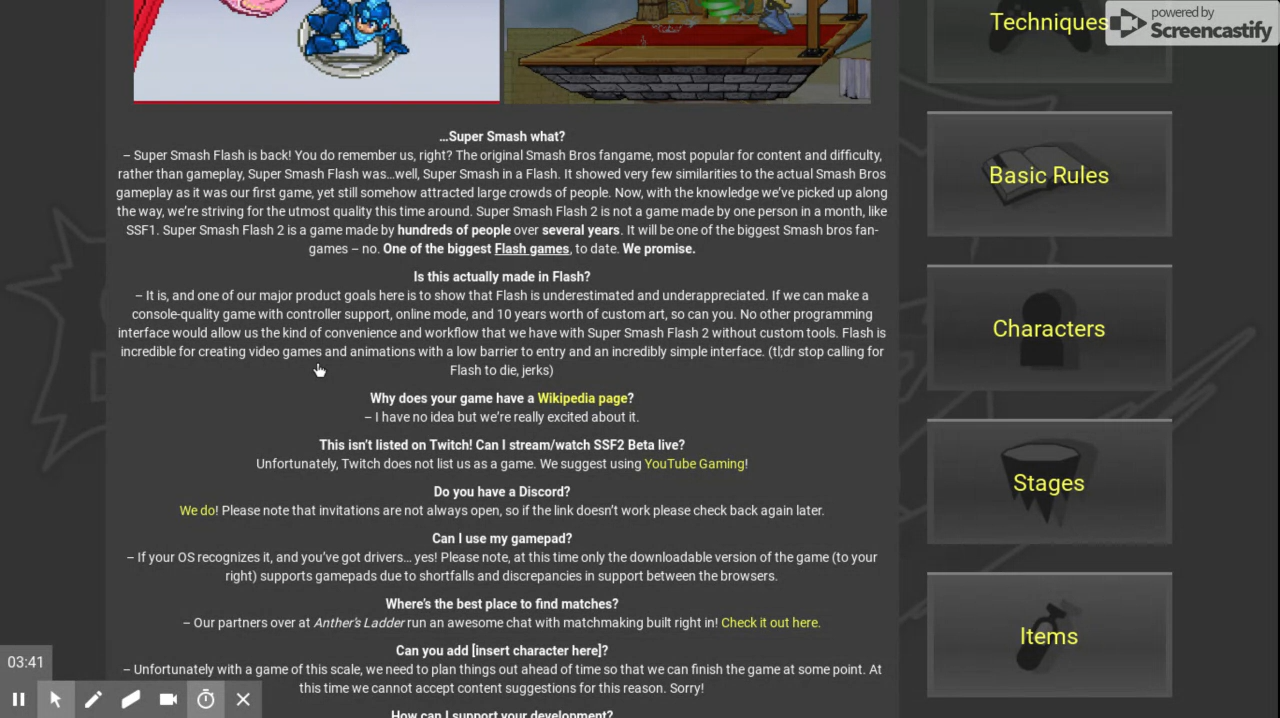 powered by
Screencastify
Techniques
…Super Smash what?
– Super Smash Flash is back! You do remember us, right? The original Smash Bros fangame, most popular for content and difficulty,
rather than gameplay, Super Smash Flash was…well, Super Smash in a Flash. It showed very few similarities to the actual Smash Bros
gameplay as it was our first game, yet still somehow attracted large crowds of people. Now, with the knowledge we've picked up along
the way, we're striving for the utmost quality this time around. Super Smash Flash 2 is not a game made by one person in a month, like
SSF1. Super Smash Flash 2 is a game made by hundreds of people over several years. It will be one of the biggest Smash bros fan-
games – no. One of the biggest Flash games, to date. We promise.
Is this actually made in Flash?
– It is, and one of our major product goals here is to show that Flash is underestimated and underappreciated. If we can make a
console-quality game with controller support, online mode, and 10 years worth of custom art, so can you. No other programming
interface would allow us the kind of convenience and workflow that we have with Super Smash Flash 2 without custom tools. Flash is
incredible for creating video games and animations with a low barrier to entry and an incredibly simple interface. (tl;dr stop calling for
Flash to die, jerks)
Why does your game have a Wikipedia page?
– I have no idea but we're really excited about it.
This isn't listed on Twitch! Can I stream/watch SSF2 Beta live?
Unfortunately, Twitch does not list us as a game. We suggest using YouTube Gaming!
Do you have a Discord?
We do! Please note that invitations are not always open, so if the link doesn't work please check back again later.
Can I use my gamepad?
– If your OS recognizes it, and you've got drivers… yes! Please note, at this time only the downloadable version of the game (to your
right) supports gamepads due to shortfalls and discrepancies in support between the browsers.
Where's the best place to find matches?
– Our partners over at Anther's Ladder run an awesome chat with matchmaking built right in! Check it out here.
Can you add [insert character here]?
– Unfortunately with a game of this scale, we need to plan things out ahead of time so that we can finish the game at some point. At
this time we cannot accept content suggestions for this reason. Sorry!
How can I support your development?
Basic Rules
Characters
Stages
Items
03:41